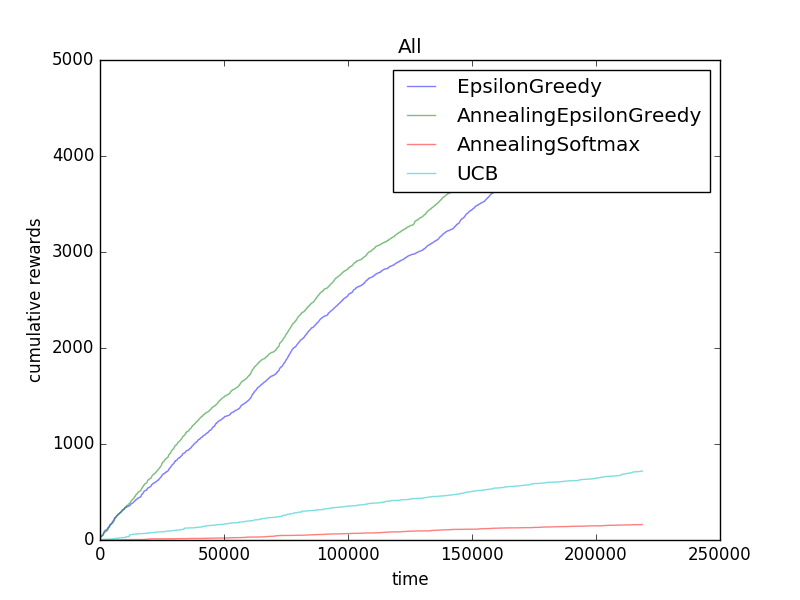 All
5000
4000
3000
2000
1000
0
cumulative rewards
EpsilonGreedy
AnnealingEpsilonGreedy
AnnealingSoftmax
UCB
0 50000 100000 150000 200000 250000
time